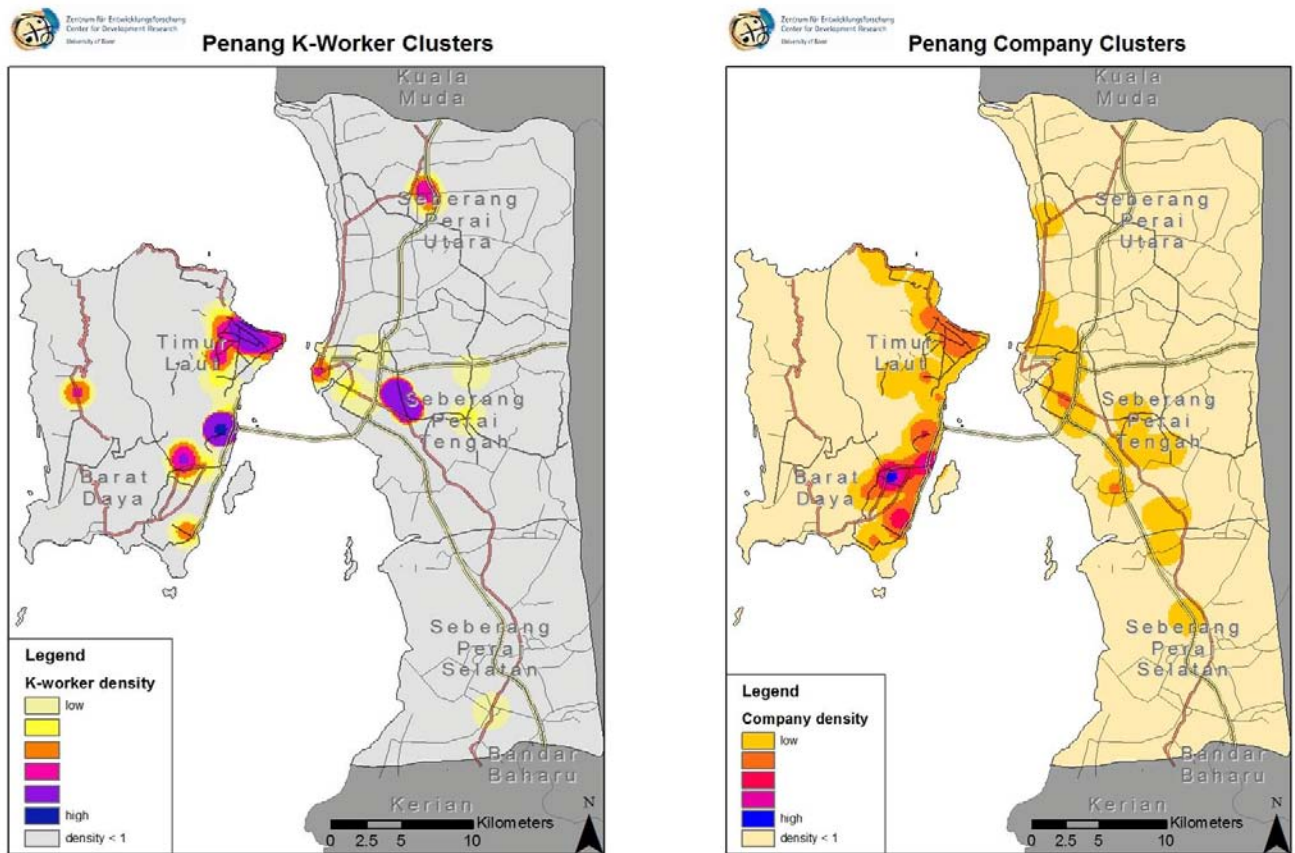 Zentrum für Entwicklungsforschung
Center for Development Research
University of Bonn
Penang K-Worker Clusters
Kuala
Muda
Seberang
Perai
Utara
Timur
Laut
Seberang
Perai
Tengah
Barat
Daya
Seberang
Perai
Selatan
Bandar
Baharu
Kerian
Legend
K-worker density
low
high
density < 1
N
Kilometers
0 2.5 5 10
Zentrum für Entwicklungsforschung
Center for Development Research
University of Bonn
Penang Company Clusters
Kuala
Muda
Seberang
Perai
Utara
Timur
Laut
Seberang
Perai
Tengah
Barat
Daya
Seberang
Perai
Selatan
Bandar
Baharu
Kerian
Legend
Company density
low
high
density < 1
N
Kilometers
0 2.5 5 10